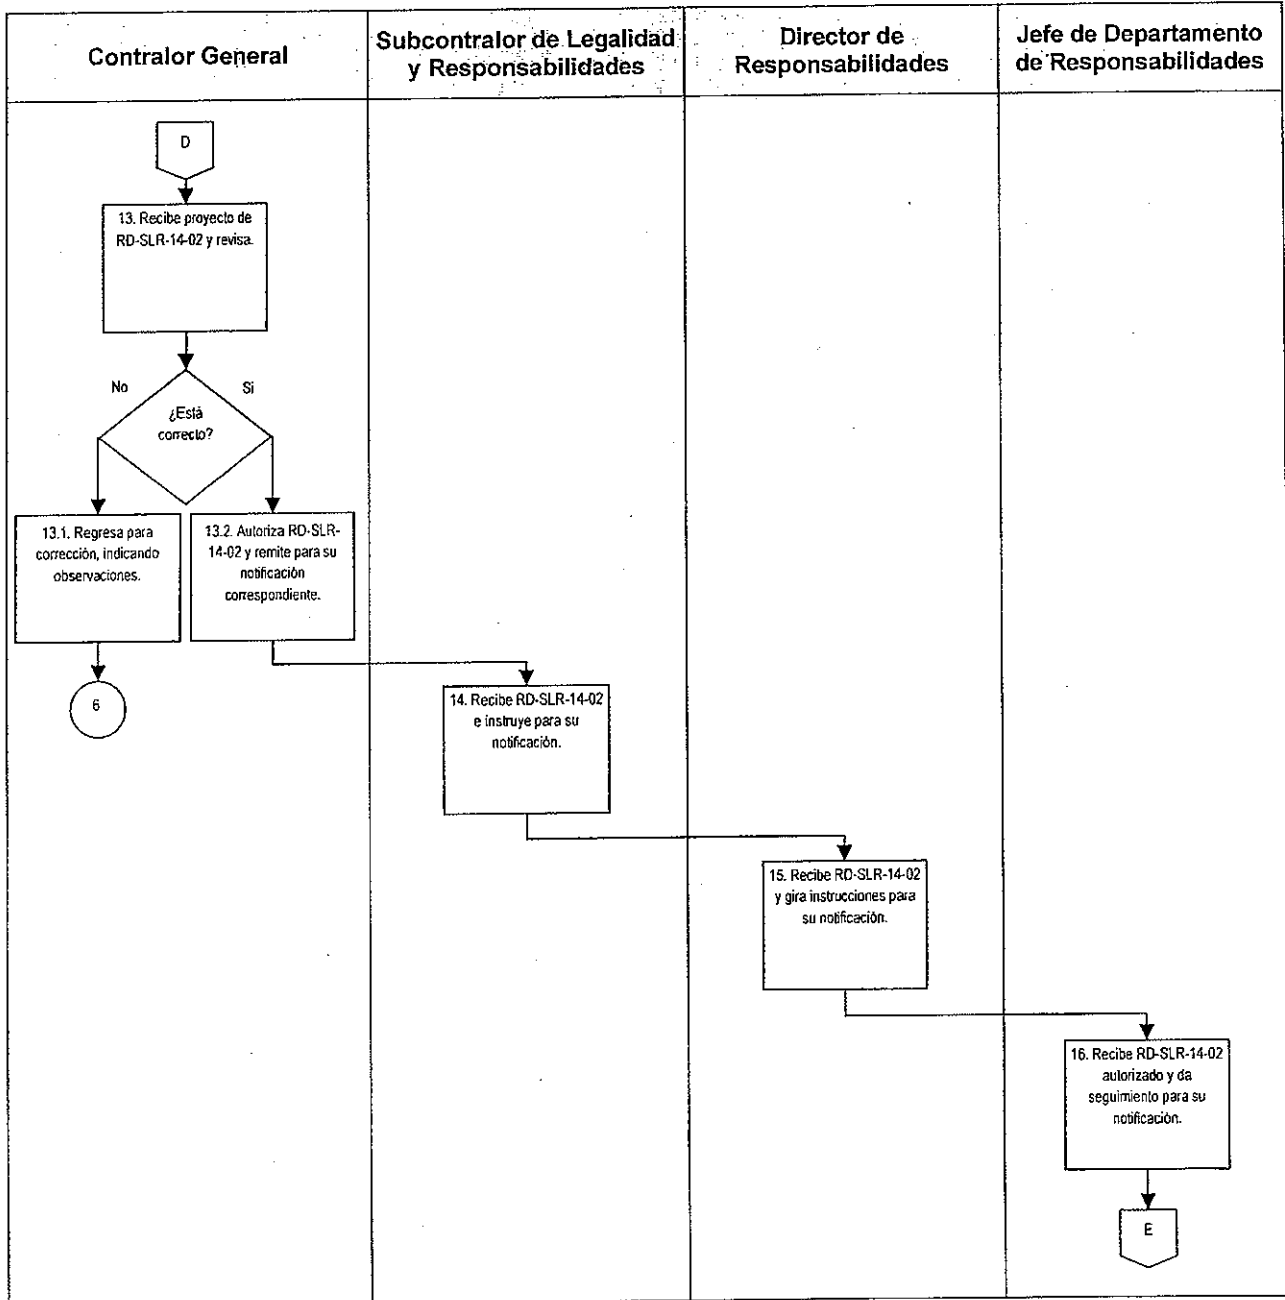 Contralor General
Subcontralor de Legalidad
y Responsabilidades
Director de
Responsabilidades
Jefe de Departamento
de Responsabilidades
D
13. Recibe proyecto de
RD-SLR-14-02 y revisa.
No
Si
¿Está
correcto?
13.1. Regresa para
corrección, indicando
observaciones.
13.2. Autoriza RD-SLR-
14-02 y remite para su
notificación
correspondiente.
6
14. Recibe RD-SLR-14-02
e instruye para su
notificación.
15. Recibe RD-SLR-14-02
y gira instrucciones para
su notificación.
16. Recibe RD-SLR-14-02
autorizado y da
seguimiento para su
notificación.
E